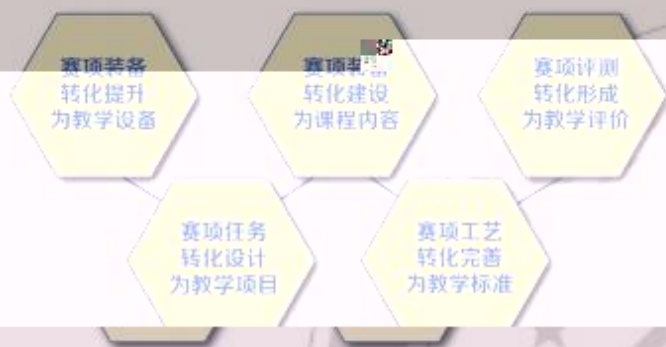 赛项装备
转化提升
为教学设备
赛项任务
转化设计
为教学项目
赛项
转化建设
为课程内容
赛项工艺
转化完善
为教学标准
赛项评测
转化形成
为教学评价